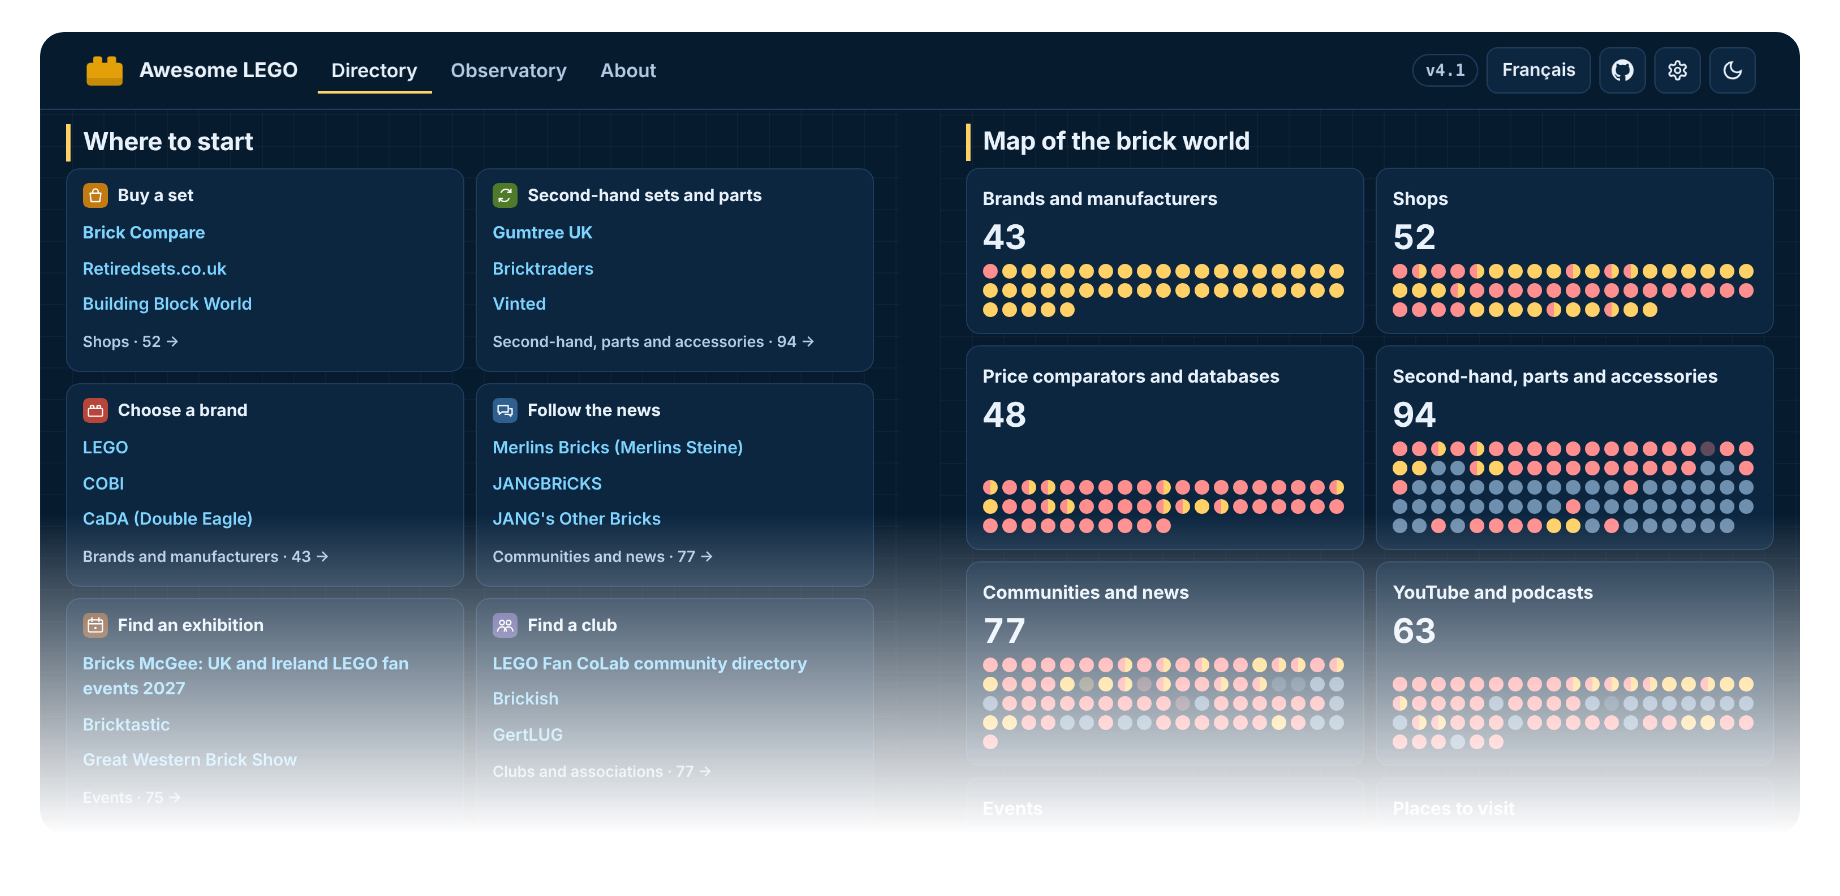 Awesome LEGO
Directory
Observatory
About
v4.1
Français
Where to start
Buy a set
Brick Compare
Retiredsets.co.uk
Building Block World
Shops · 52 →
Second-hand sets and parts
Gumtree UK
Bricktraders
Vinted
Second-hand, parts and accessories · 94 →
Choose a brand
LEGO
COBI
CaDA (Double Eagle)
Brands and manufacturers · 43 →
Follow the news
Merlins Bricks (Merlins Steine)
JANGBRiCKS
JANG's Other Bricks
Communities and news · 77 →
Find an exhibition
Bricks McGee: UK and Ireland LEGO fan
events 2027
Bricktastic
Great Western Brick Show
Events · 75 →
Find a club
LEGO Fan CoLab community directory
Brickish
GertLUG
Clubs and associations · 77 →
Map of the brick world
Brands and manufacturers
43
Shops
52
Price comparators and databases
48
Second-hand, parts and accessories
94
Communities and news
77
YouTube and podcasts
63
Events
Places to visit